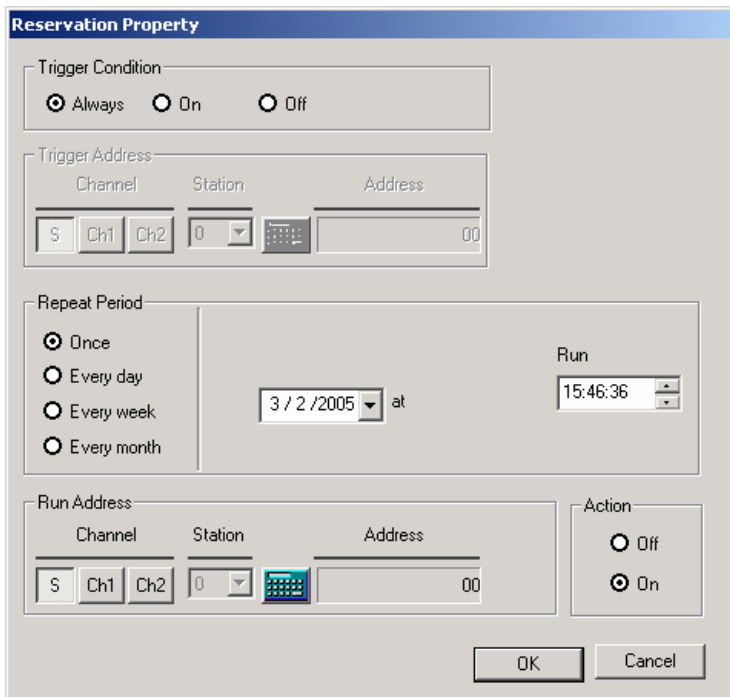 Reservation Property
Trigger Condition
Always On Off
Trigger Address
Channel Station Address
S Ch1 Ch2 0 00
Repeat Period
Once
Every day
Every week
Every month
3 / 2 /2005 at
Run
15:46:36
Run Address
Channel Station Address
S Ch1 Ch2 0 00
Action
Off
On
OK Cancel